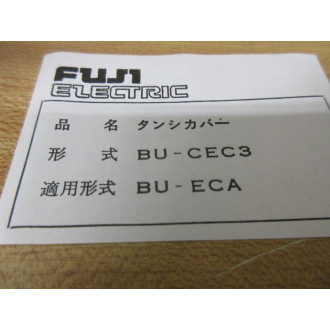 FUJI
ELECTRIC
品 名 タンシカバー
形 式 BU-CEC3
適用形式 BU-ECA